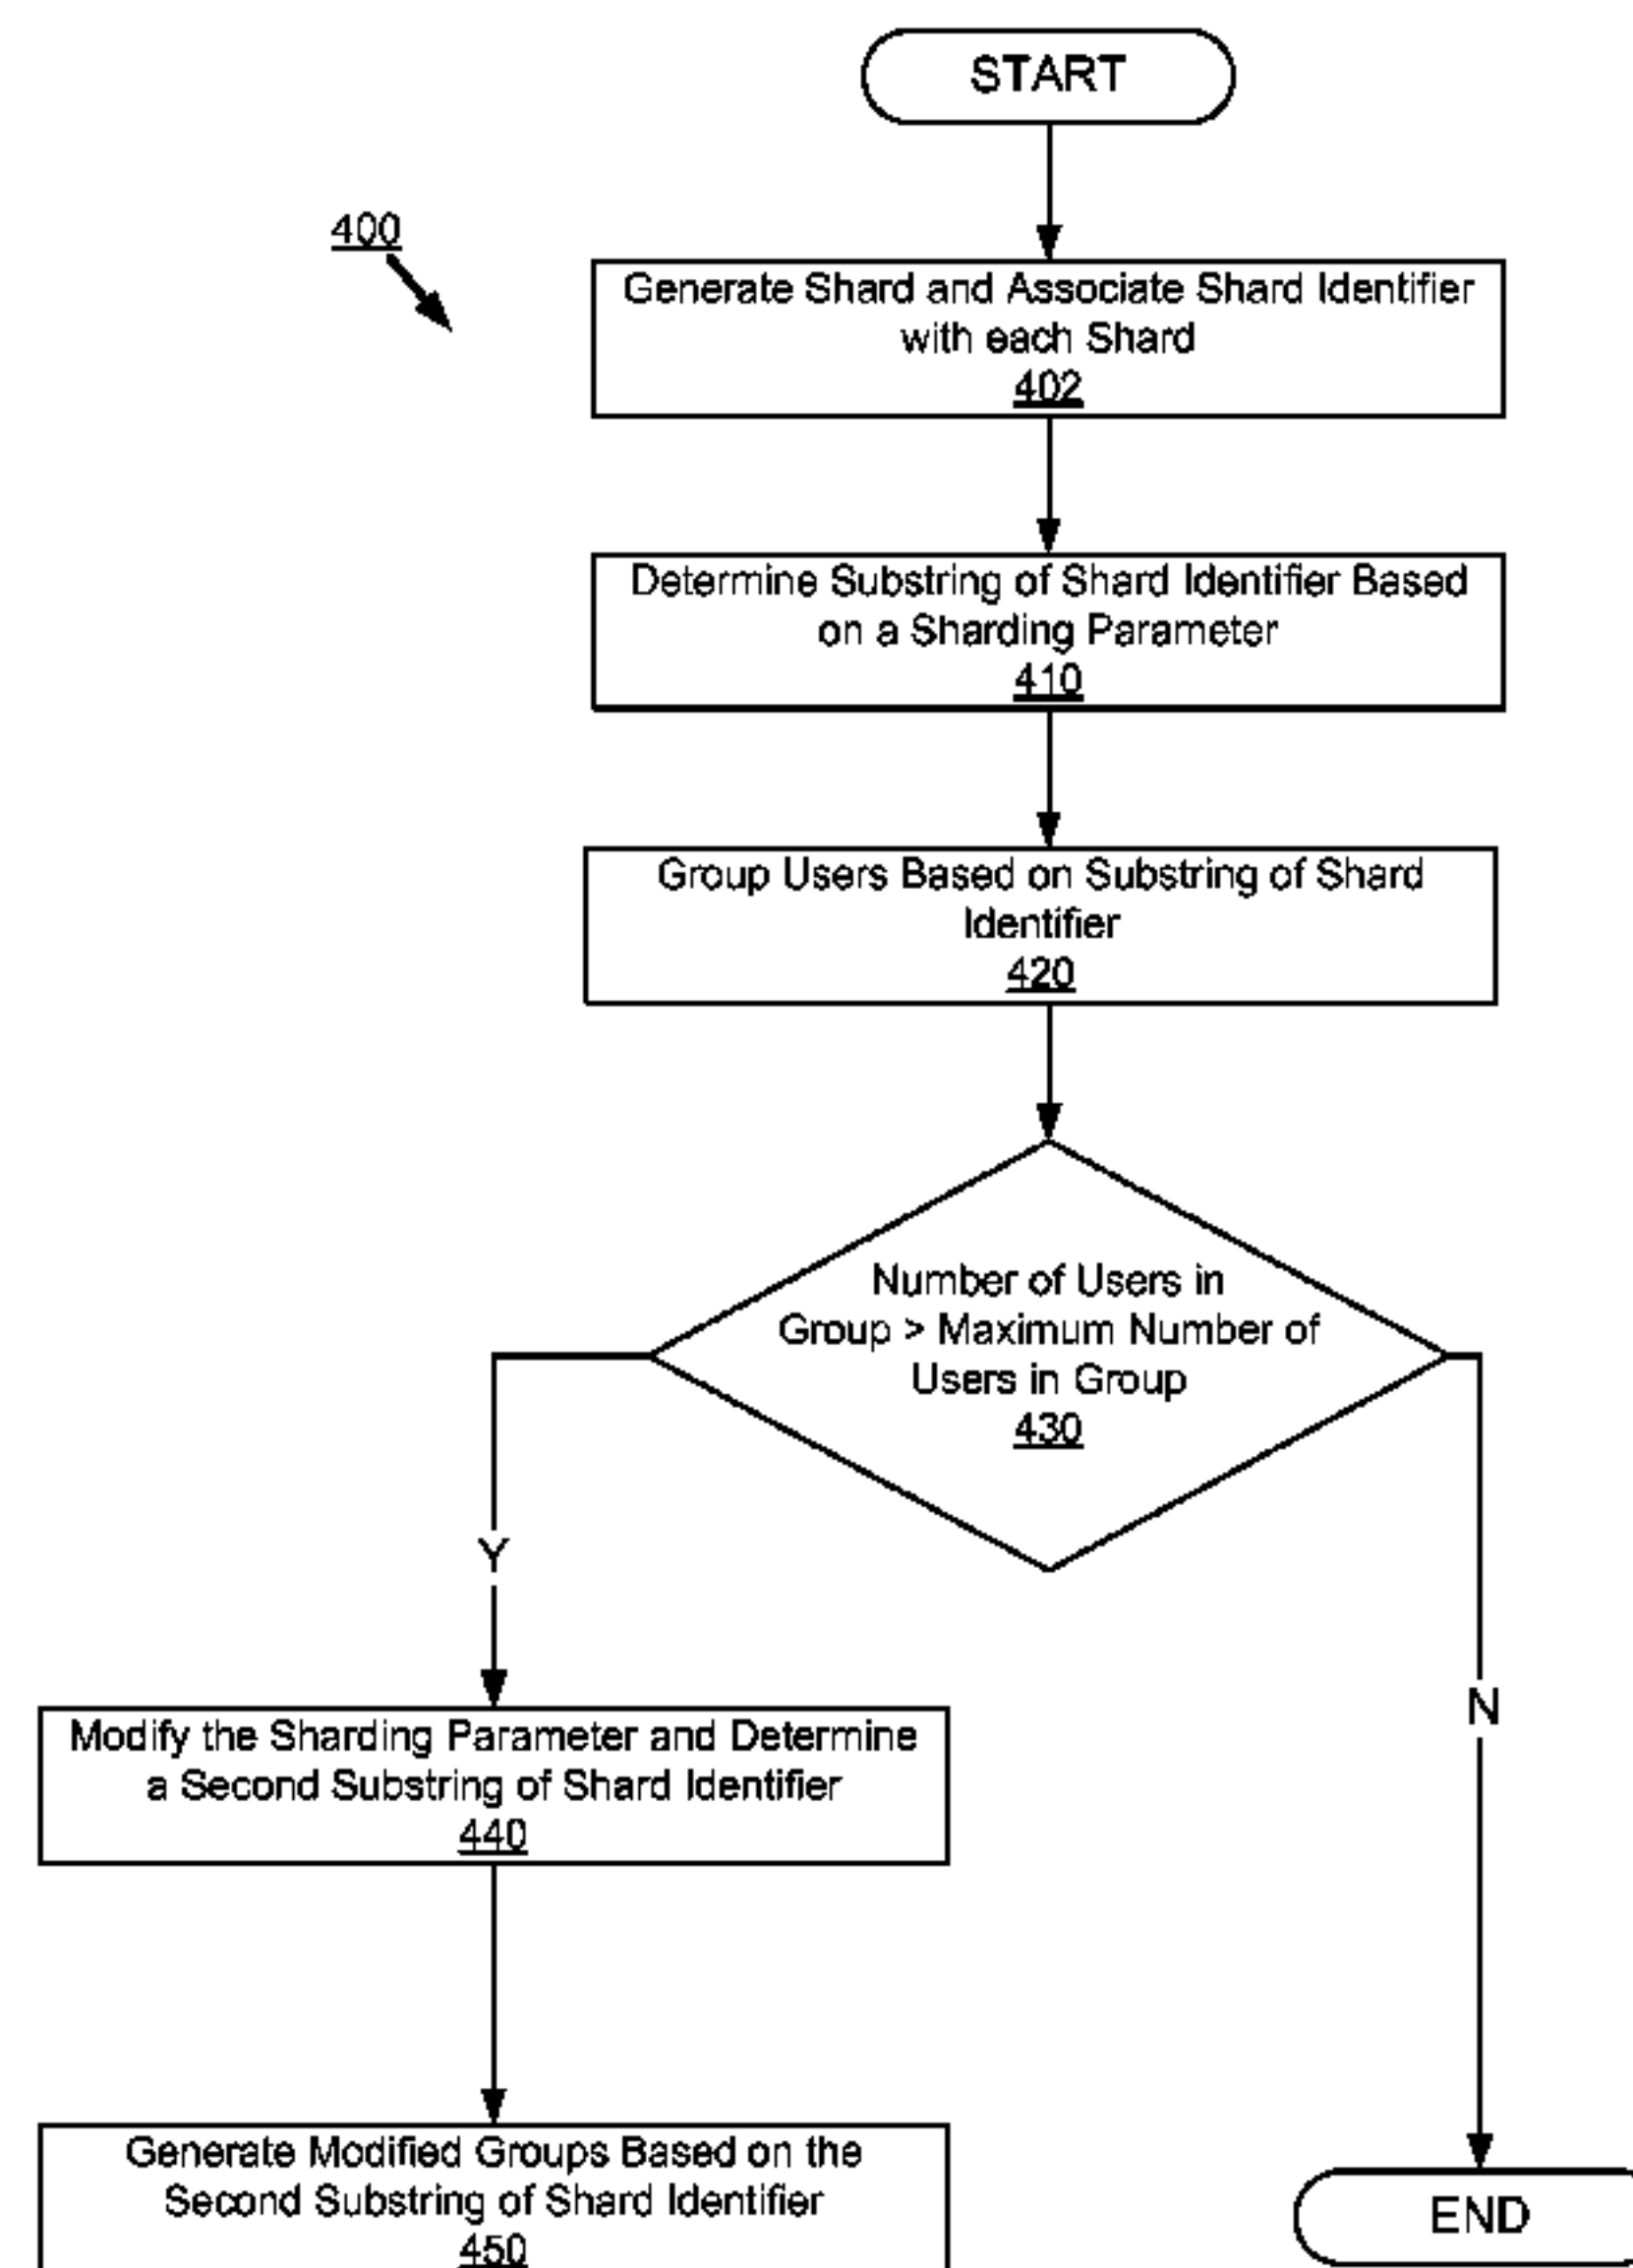 START
400
Generate Shard and Associate Shard Identifier
with each Shard
402
Determine Substring of Shard Identifier Based
on a Sharding Parameter
410
Group Users Based on Substring of Shard
Identifier
420
Number of Users in
Group > Maximum Number of
Users in Group
430
Y
N
Modify the Sharding Parameter and Determine
a Second Substring of Shard Identifier
440
Generate Modified Groups Based on the
Second Substring of Shard Identifier
450
END